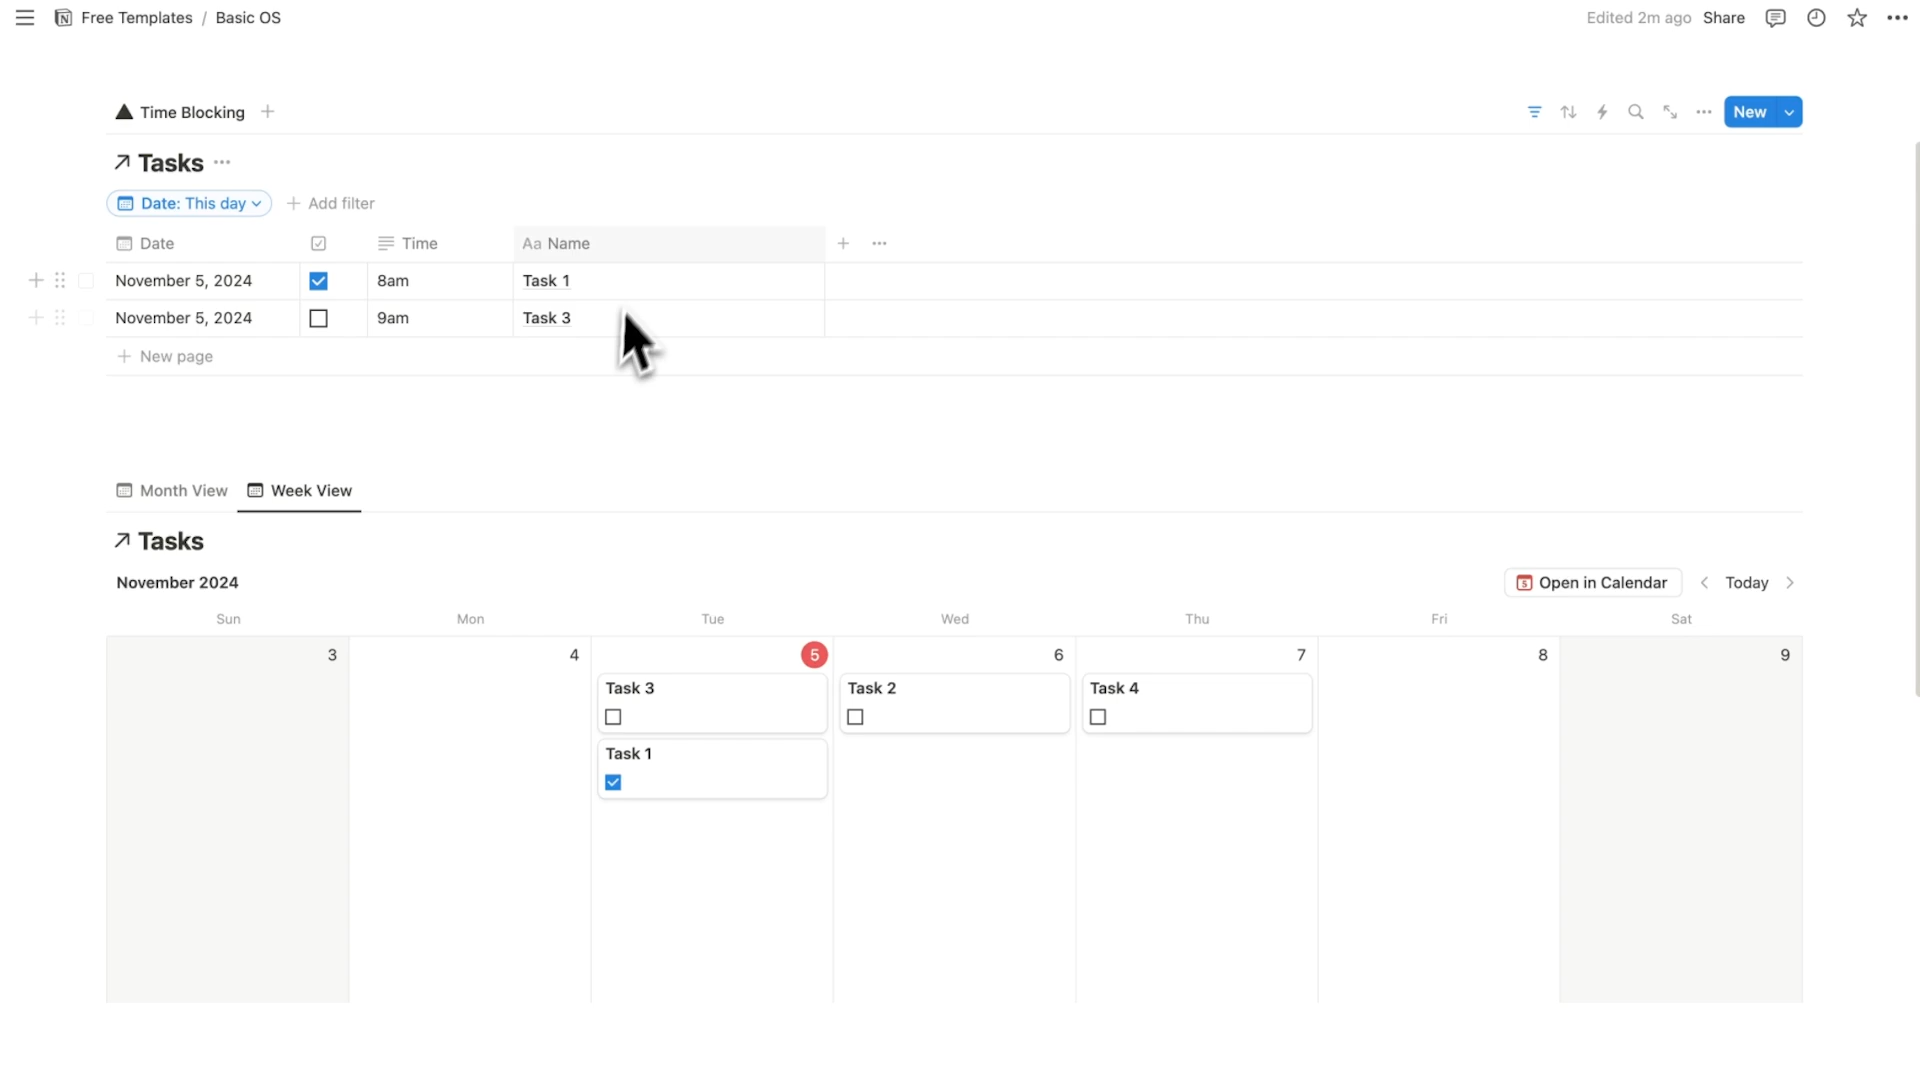 Free Templates / Basic OS
Edited 2m ago Share
Time Blocking
New
Tasks
Date: This day
Add filter
Date
Time
Aa Name
November 5, 2024 8am Task 1
November 5, 2024 9am Task 3
New page
Month View Week View
Tasks
November 2024
5 Open in Calendar Today
Sun Mon Tue Wed Thu Fri Sat
3 4 5 6 7 8 9
Task 3 Task 2 Task 4
Task 1